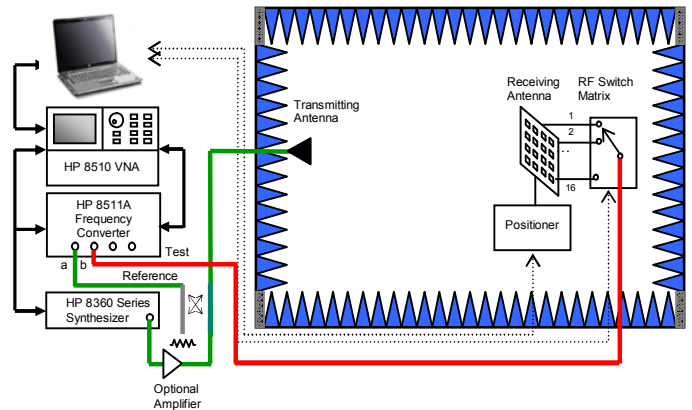 Transmitting
Antenna
Receiving
Antenna
RF Switch
Matrix
1
2
..
16
Positioner
HP 8510 VNA
HP 8511A
Frequency
Converter
a
b
Test
Reference
HP 8360 Series
Synthesizer
Optional
Amplifier